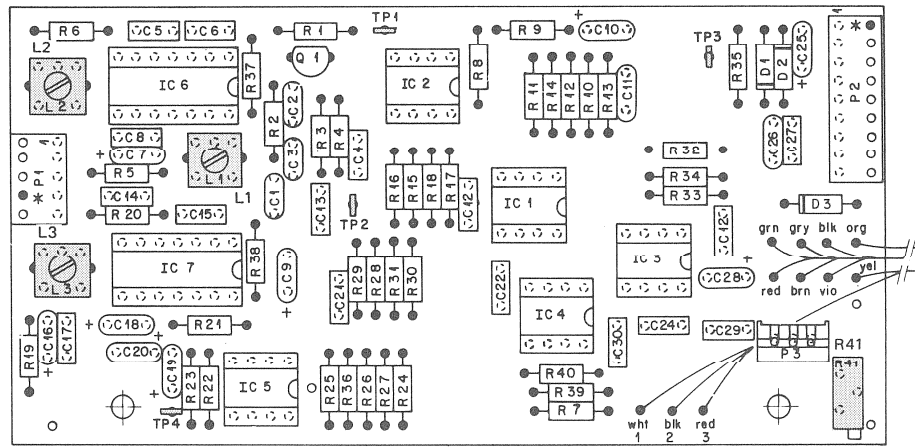 R6
C5
C6
R1
TP1
R9
+
C10
TP3
C25
+
L2
L2
IC 6
R37
Q1
IC 2
R8
R11
R14
R12
R10
R13
C11
R35
D1
D2
P2
*
R2
C2
R3
R4
C3
P1
*
C8
+
C7
R5
L1
L1
C14
R20
C15
C1
C13
TP2
R16
R15
R18
R17
C12
IC 1
R32
R34
R33
C26
C27
C12
D3
L3
L3
IC 7
R38
C9
+
C21
R29
R28
R31
R30
C22
IC 3
+
C28
grn gry blk org
red brn vio yel
R19
+
C16
+
C17
+
C18
R21
+
C20
C19
+
R23
R22
TP4
IC 5
R25
R36
R26
R27
R24
IC 4
C30
C24
C29
P3
R41
R41
R40
R39
R7
wht blk red
1 2 3